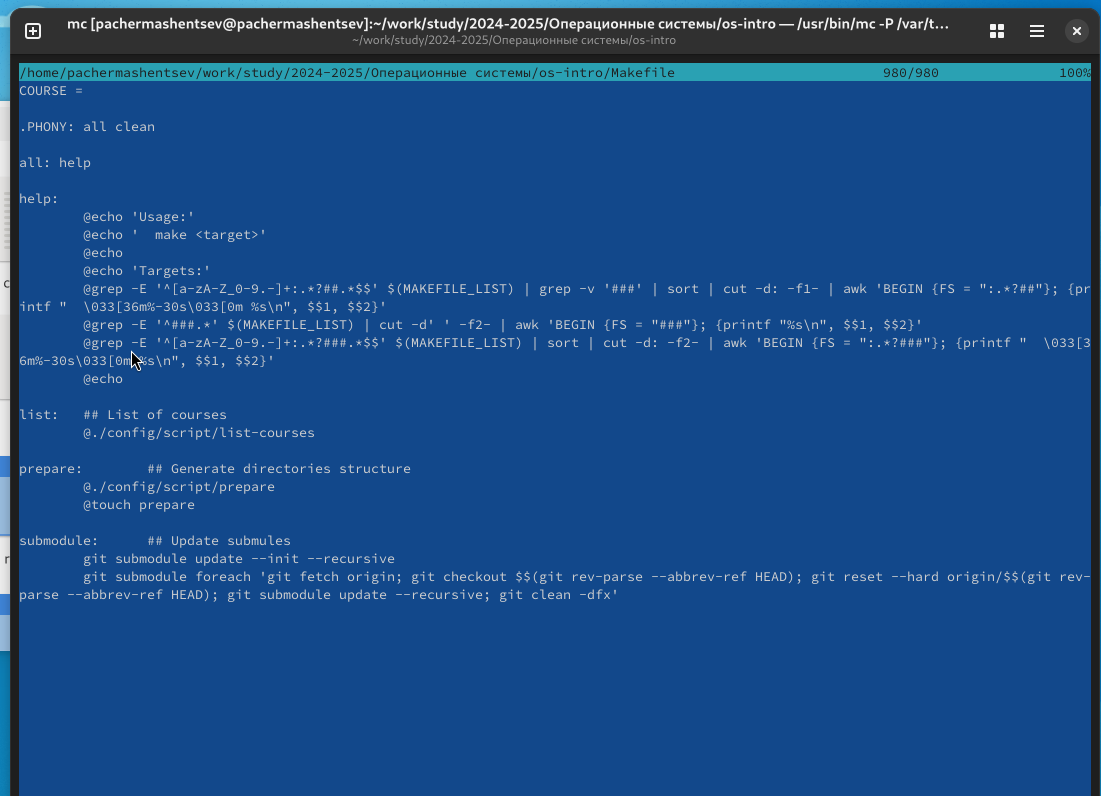 mc [pachermashentsev@pachermashentsev]:~/work/study/2024-2025/Операционные системы/os-intro — /usr/bin/mc -P /var/t…
~/work/study/2024-2025/Операционные системы/os-intro
/home/pachermashentsev/work/study/2024-2025/Операционные системы/os-intro/Makefile 980/980 100%
COURSE =
.PHONY: all clean
all: help
help:
@echo 'Usage:'
@echo '  make <target>'
@echo
@echo 'Targets:'
@grep -E '^[a-zA-Z_0-9.-]+:.*?##.*$$' $(MAKEFILE_LIST) | grep -v '###' | sort | cut -d: -f1- | awk 'BEGIN {FS = ":.*?##"}; {pr
intf "  \033[36m%-30s\033[0m %s\n", $$1, $$2}'
@grep -E '^###.*' $(MAKEFILE_LIST) | cut -d' ' -f2- | awk 'BEGIN {FS = "###"}; {printf "%s\n", $$1, $$2}'
@grep -E '^[a-zA-Z_0-9.-]+:.*?###.*$$' $(MAKEFILE_LIST) | sort | cut -d: -f2- | awk 'BEGIN {FS = ":.*?###"}; {printf "  \033[3
6m%-30s\033[0m %s\n", $$1, $$2}'
@echo
list:   ## List of courses
@./config/script/list-courses
prepare:        ## Generate directories structure
@./config/script/prepare
@touch prepare
submodule:      ## Update submules
git submodule update --init --recursive
git submodule foreach 'git fetch origin; git checkout $$(git rev-parse --abbrev-ref HEAD); git reset --hard origin/$$(git rev-
parse --abbrev-ref HEAD); git submodule update --recursive; git clean -dfx'